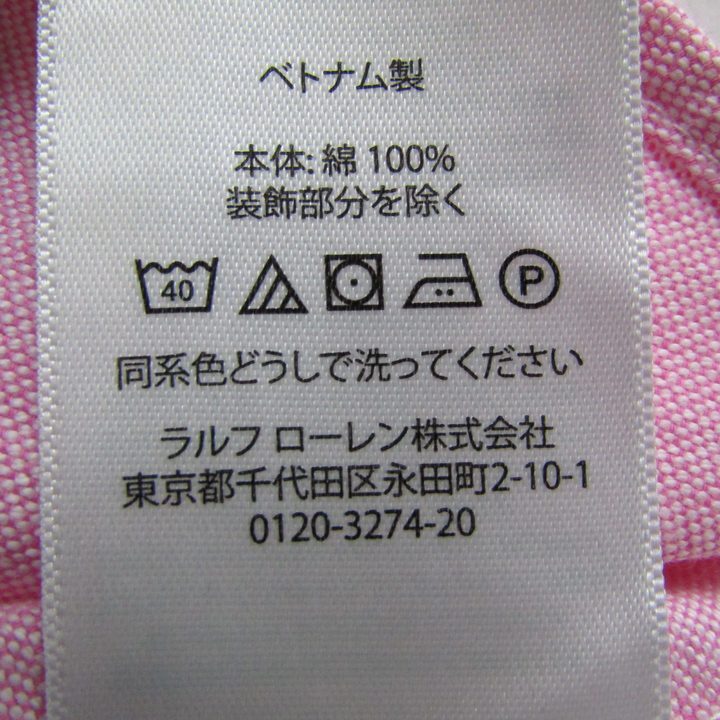 ベトナム製
本体: 綿 100%
装飾部分を除く
40 P
同系色どうしで洗ってください
ラルフ ローレン株式会社
東京都千代田区永田町2-10-1
0120-3274-20